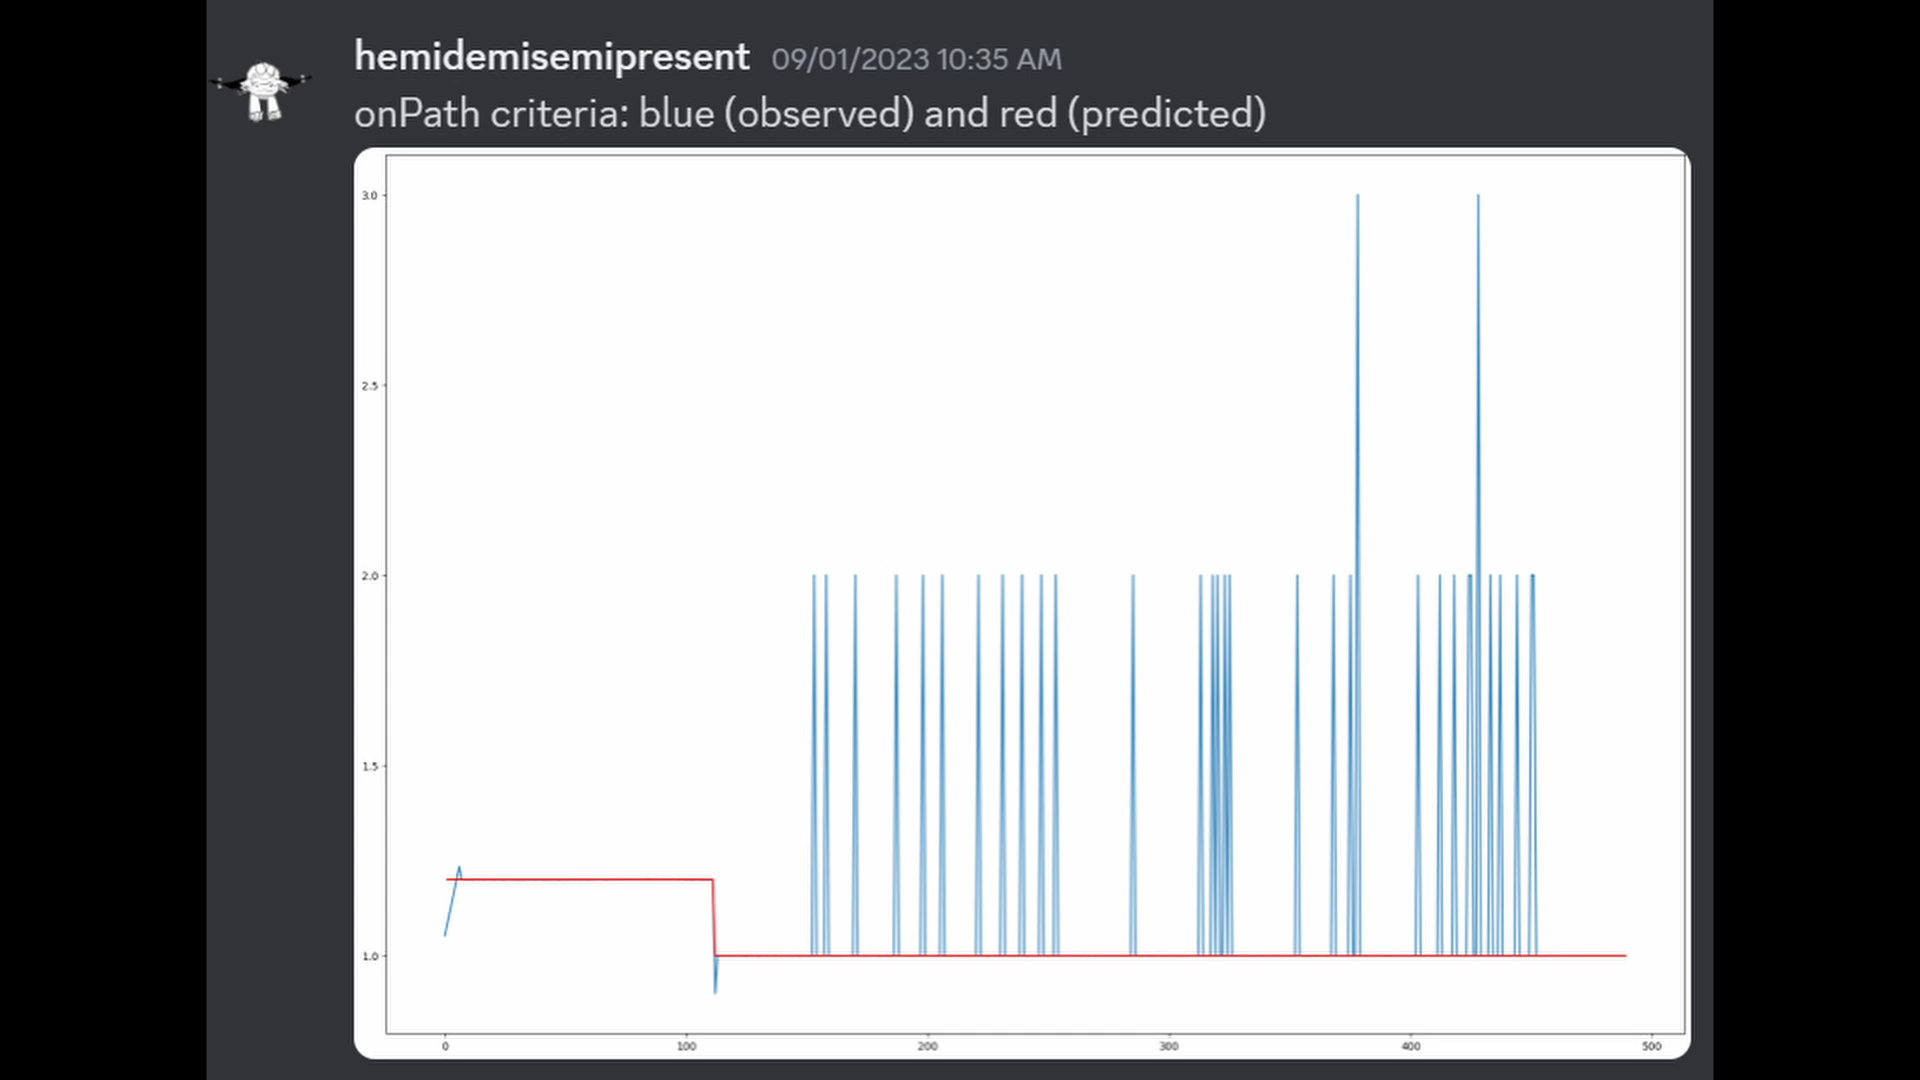 hemidemisemipresent 09/01/2023 10:35 AM
onPath criteria: blue (observed) and red (predicted)
3.0
2.5
2.0
1.5
1.0
0 100 200 300 400 500